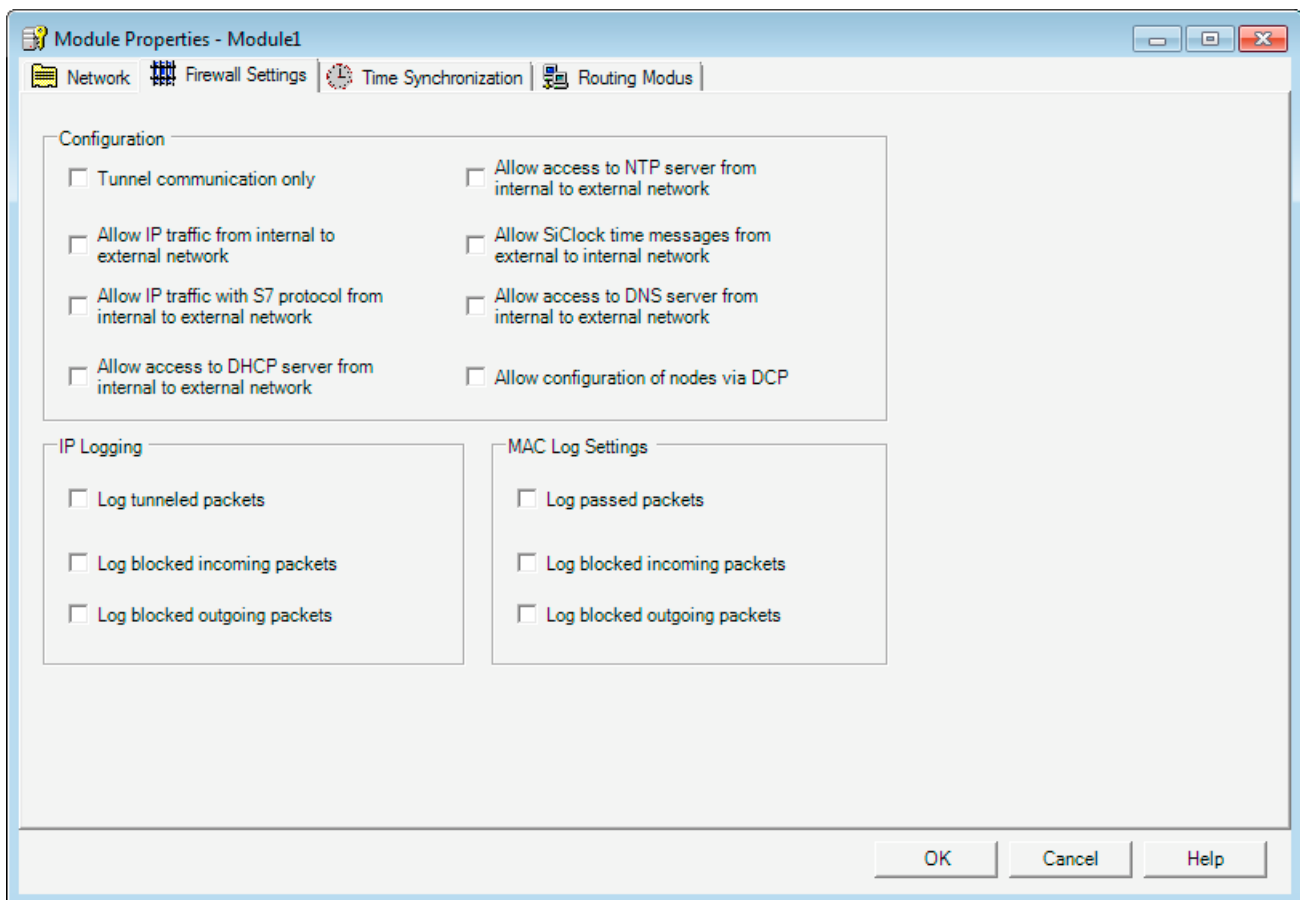 Module Properties - Module1
Network
Firewall Settings
Time Synchronization
Routing Modus
Configuration
Tunnel communication only
Allow access to NTP server from
internal to external network
Allow IP traffic from internal to
external network
Allow SiClock time messages from
external to internal network
Allow IP traffic with S7 protocol from
internal to external network
Allow access to DNS server from
internal to external network
Allow access to DHCP server from
internal to external network
Allow configuration of nodes via DCP
IP Logging
Log tunneled packets
Log blocked incoming packets
Log blocked outgoing packets
MAC Log Settings
Log passed packets
Log blocked incoming packets
Log blocked outgoing packets
OK
Cancel
Help